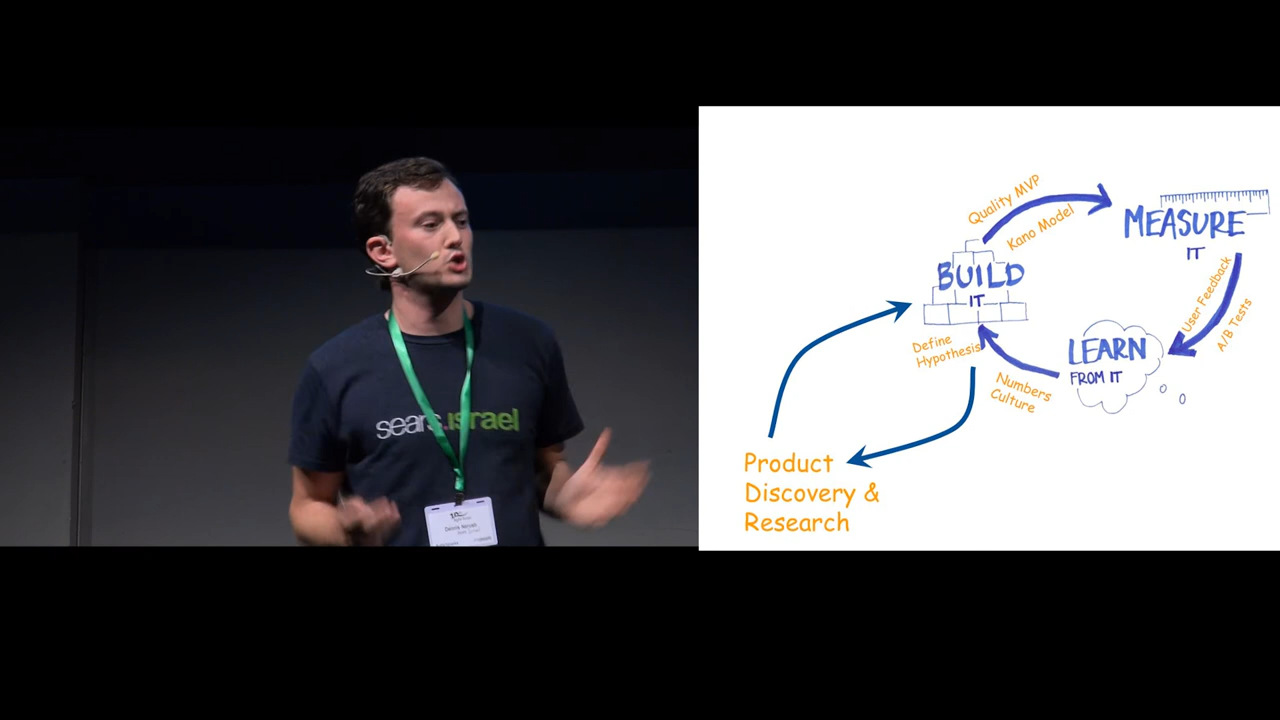 sears.israel
Quality MVP
Kano Model
MEASURE
IT
BUILD
IT
User Feedback
A/B Tests
Define
Hypothesis
LEARN
FROM IT
Numbers
Culture
Product
Discovery &
Research